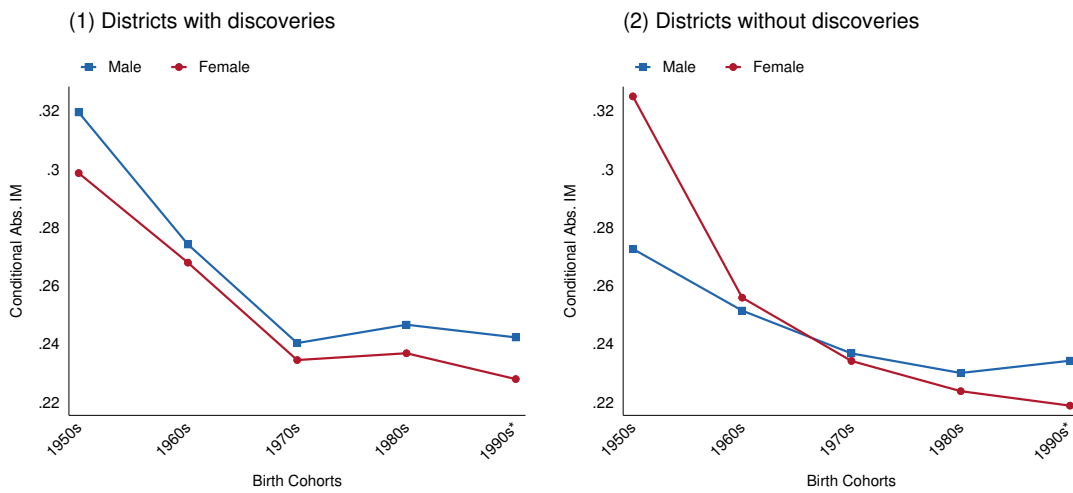 (1) Districts with discoveries
Male Female
Conditional Abs. IM
.32
.3
.28
.26
.24
.22
1950s 1960s 1970s 1980s 1990s*
Birth Cohorts
(2) Districts without discoveries
Male Female
Conditional Abs. IM
.32
.3
.28
.26
.24
.22
1950s 1960s 1970s 1980s 1990s*
Birth Cohorts